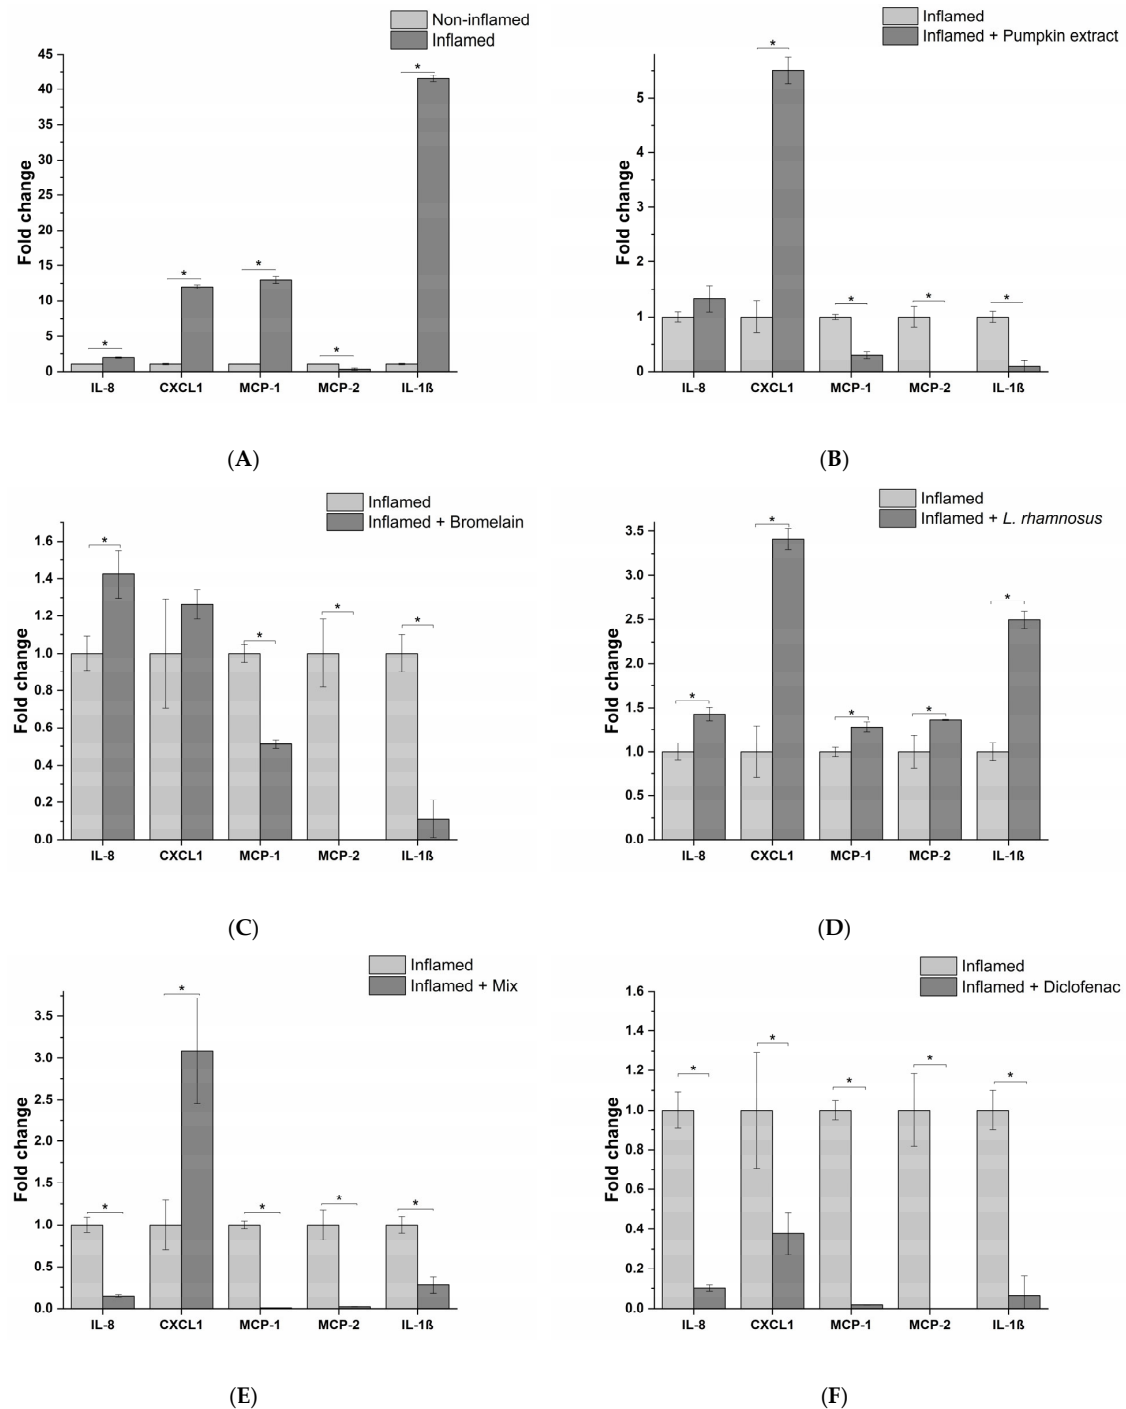 Non-inflamed
Inflamed
45
40
35
30
25
20
15
10
5
0
Fold change
* * * * *
IL-8 CXCL1 MCP-1 MCP-2 IL-1ß
(A)
Inflamed
Inflamed + Pumpkin extract
5
4
3
2
1
0
Fold change
* * * *
IL-8 CXCL1 MCP-1 MCP-2 IL-1ß
(B)
Inflamed
Inflamed + Bromelain
1.6
1.4
1.2
1.0
0.8
0.6
0.4
0.2
0.0
Fold change
* * * *
IL-8 CXCL1 MCP-1 MCP-2 IL-1ß
(C)
Inflamed
Inflamed + L. rhamnosus
3.5
3.0
2.5
2.0
1.5
1.0
0.5
0.0
Fold change
* * * * *
IL-8 CXCL1 MCP-1 MCP-2 IL-1ß
(D)
Inflamed
Inflamed + Mix
3.5
3.0
2.5
2.0
1.5
1.0
0.5
0.0
Fold change
* * * * *
IL-8 CXCL1 MCP-1 MCP-2 IL-1ß
(E)
Inflamed
Inflamed + Diclofenac
1.6
1.4
1.2
1.0
0.8
0.6
0.4
0.2
0.0
Fold change
* * * * *
IL-8 CXCL1 MCP-1 MCP-2 IL-1ß
(F)